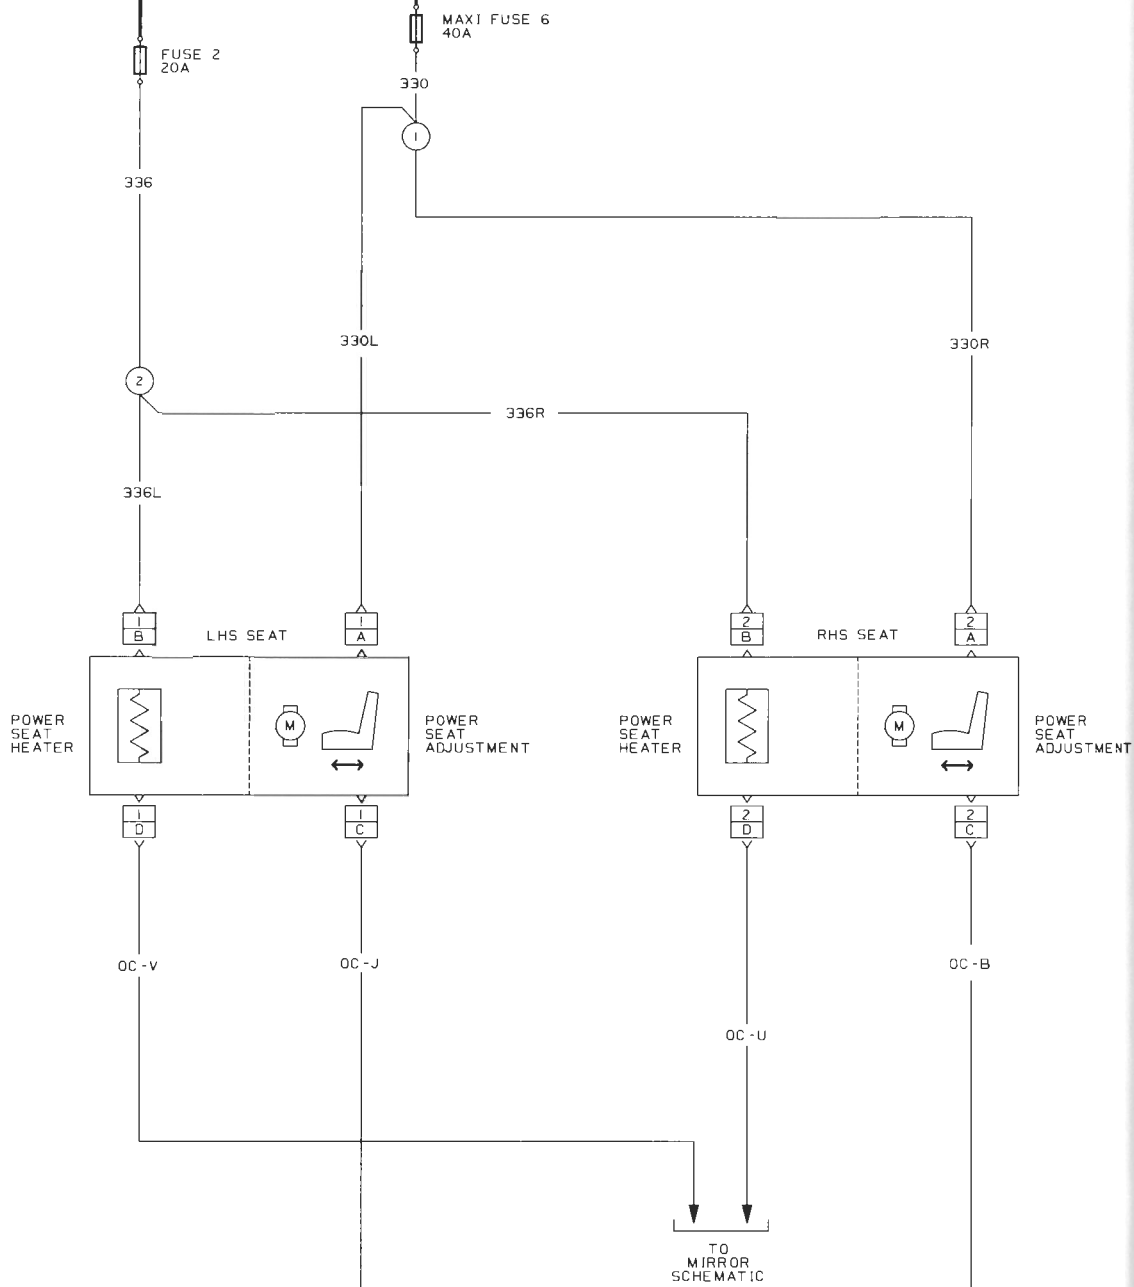 MAXI FUSE 6
40A
FUSE 2
20A
330
1
336
330L
330R
2
336R
336L
1
B
LHS SEAT
1
A
2
B
RHS SEAT
2
A
POWER
SEAT
HEATER
M
POWER
SEAT
ADJUSTMENT
POWER
SEAT
HEATER
M
POWER
SEAT
ADJUSTMENT
1
D
1
C
2
D
2
C
OC-V
OC-J
OC-B
OC-U
TO
MIRROR
SCHEMATIC